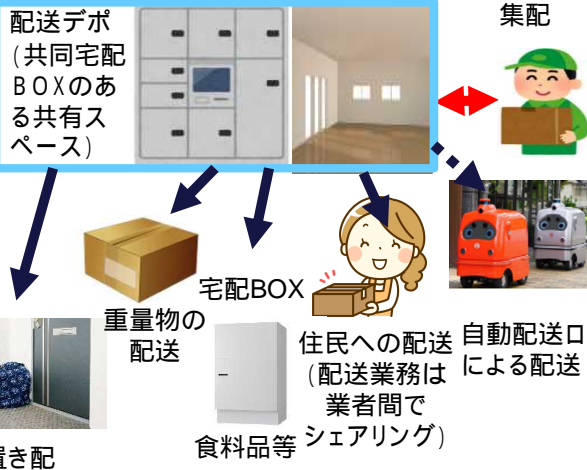 配送デポ
(共同宅配
BOXのあ
る共有ス
ペース)
集配
宅配BOX
重量物の
配送
住民への配送
(配送業務は
業者間で
シェアリング)
自動配送ロ
による配送
食料品等
置き配